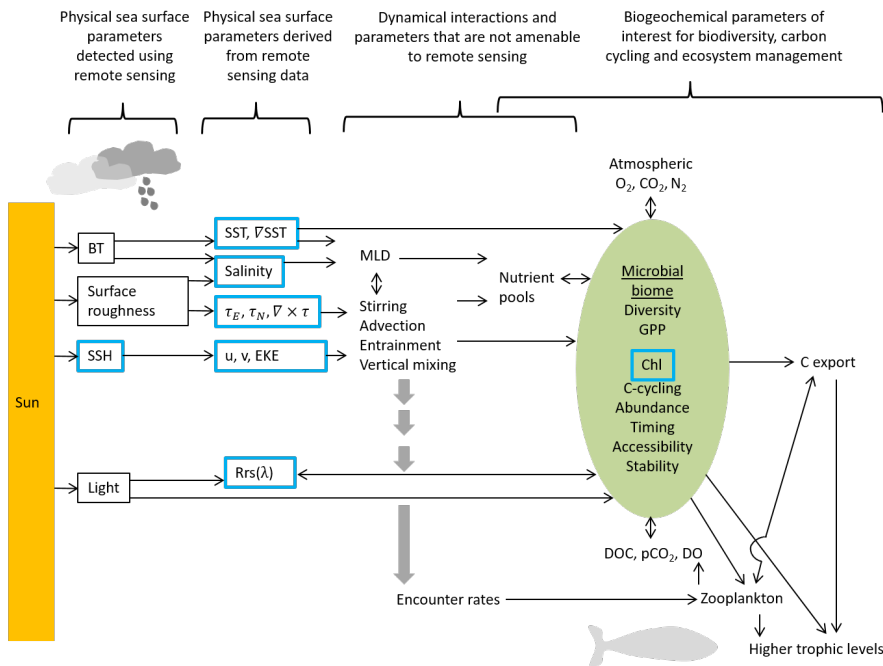 Physical sea surface
parameters
detected using
remote sensing
Physical sea surface
parameters derived
from remote
sensing data
Dynamical interactions and
parameters that are not amenable
to remote sensing
Biogeochemical parameters of
interest for biodiversity, carbon
cycling and ecosystem management
Atmospheric
O₂, CO₂, N₂
Sun
BT
Surface
roughness
SSH
Light
SST, ∇SST
Salinity
τ_E, τ_N, ∇ × τ
u, v, EKE
Rrs(λ)
MLD
Stirring
Advection
Entrainment
Vertical mixing
Nutrient
pools
Microbial
biome
Diversity
GPP
Chl
C-cycling
Abundance
Timing
Accessibility
Stability
C export
DOC, pCO₂, DO
Encounter rates
Zooplankton
Higher trophic levels